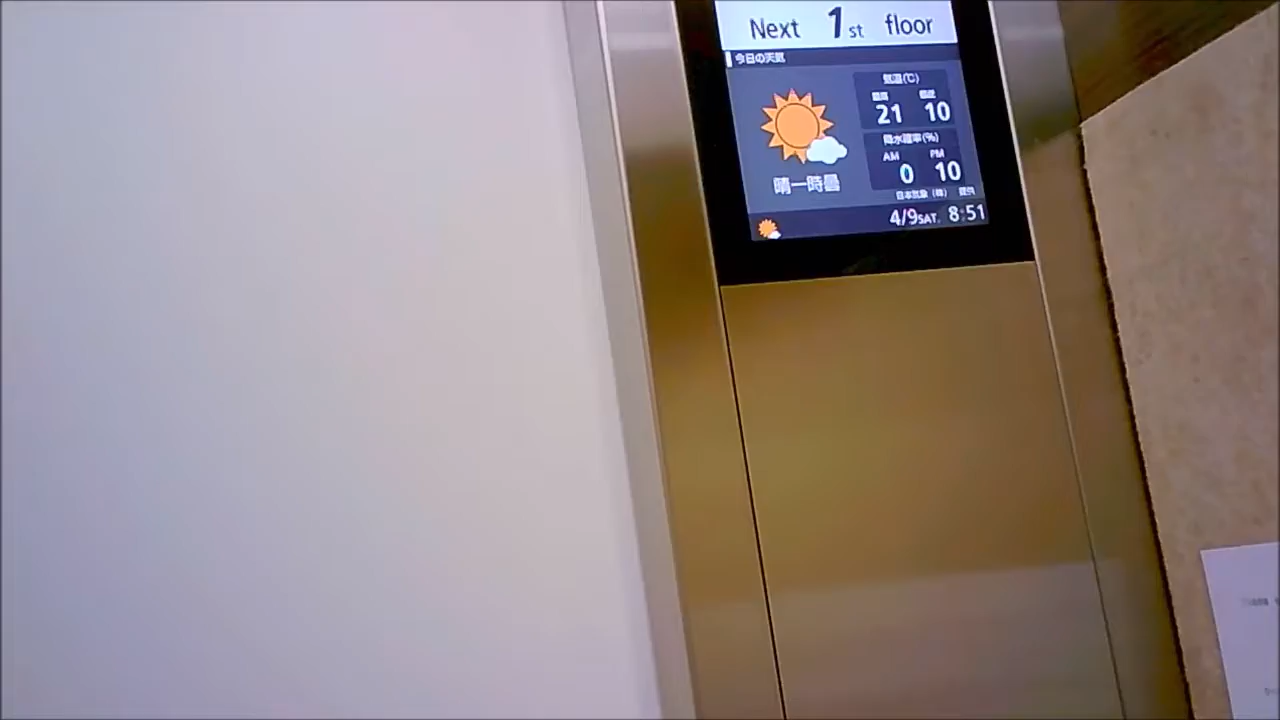 Next 1st floor
今日の天気
気温(℃)
最高 最低
21 10
降水確率(%)
AM PM
0 10
晴一時曇
日本気象(株) 提供
4/9SAT. 8:51